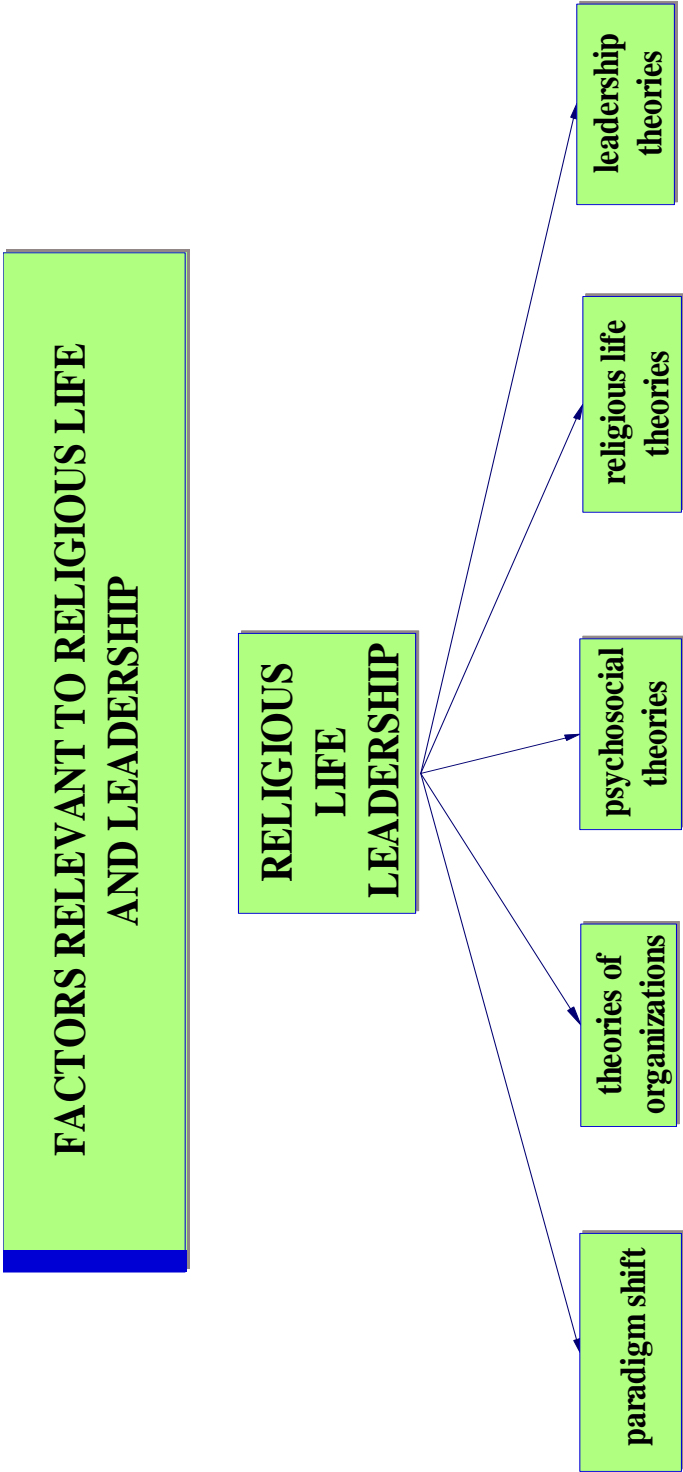 FACTORS RELEVANT TO RELIGIOUS LIFE
AND LEADERSHIP
RELIGIOUS
LIFE
LEADERSHIP
paradigm shift
theories of
organizations
psychosocial
theories
religious life
theories
leadership
theories